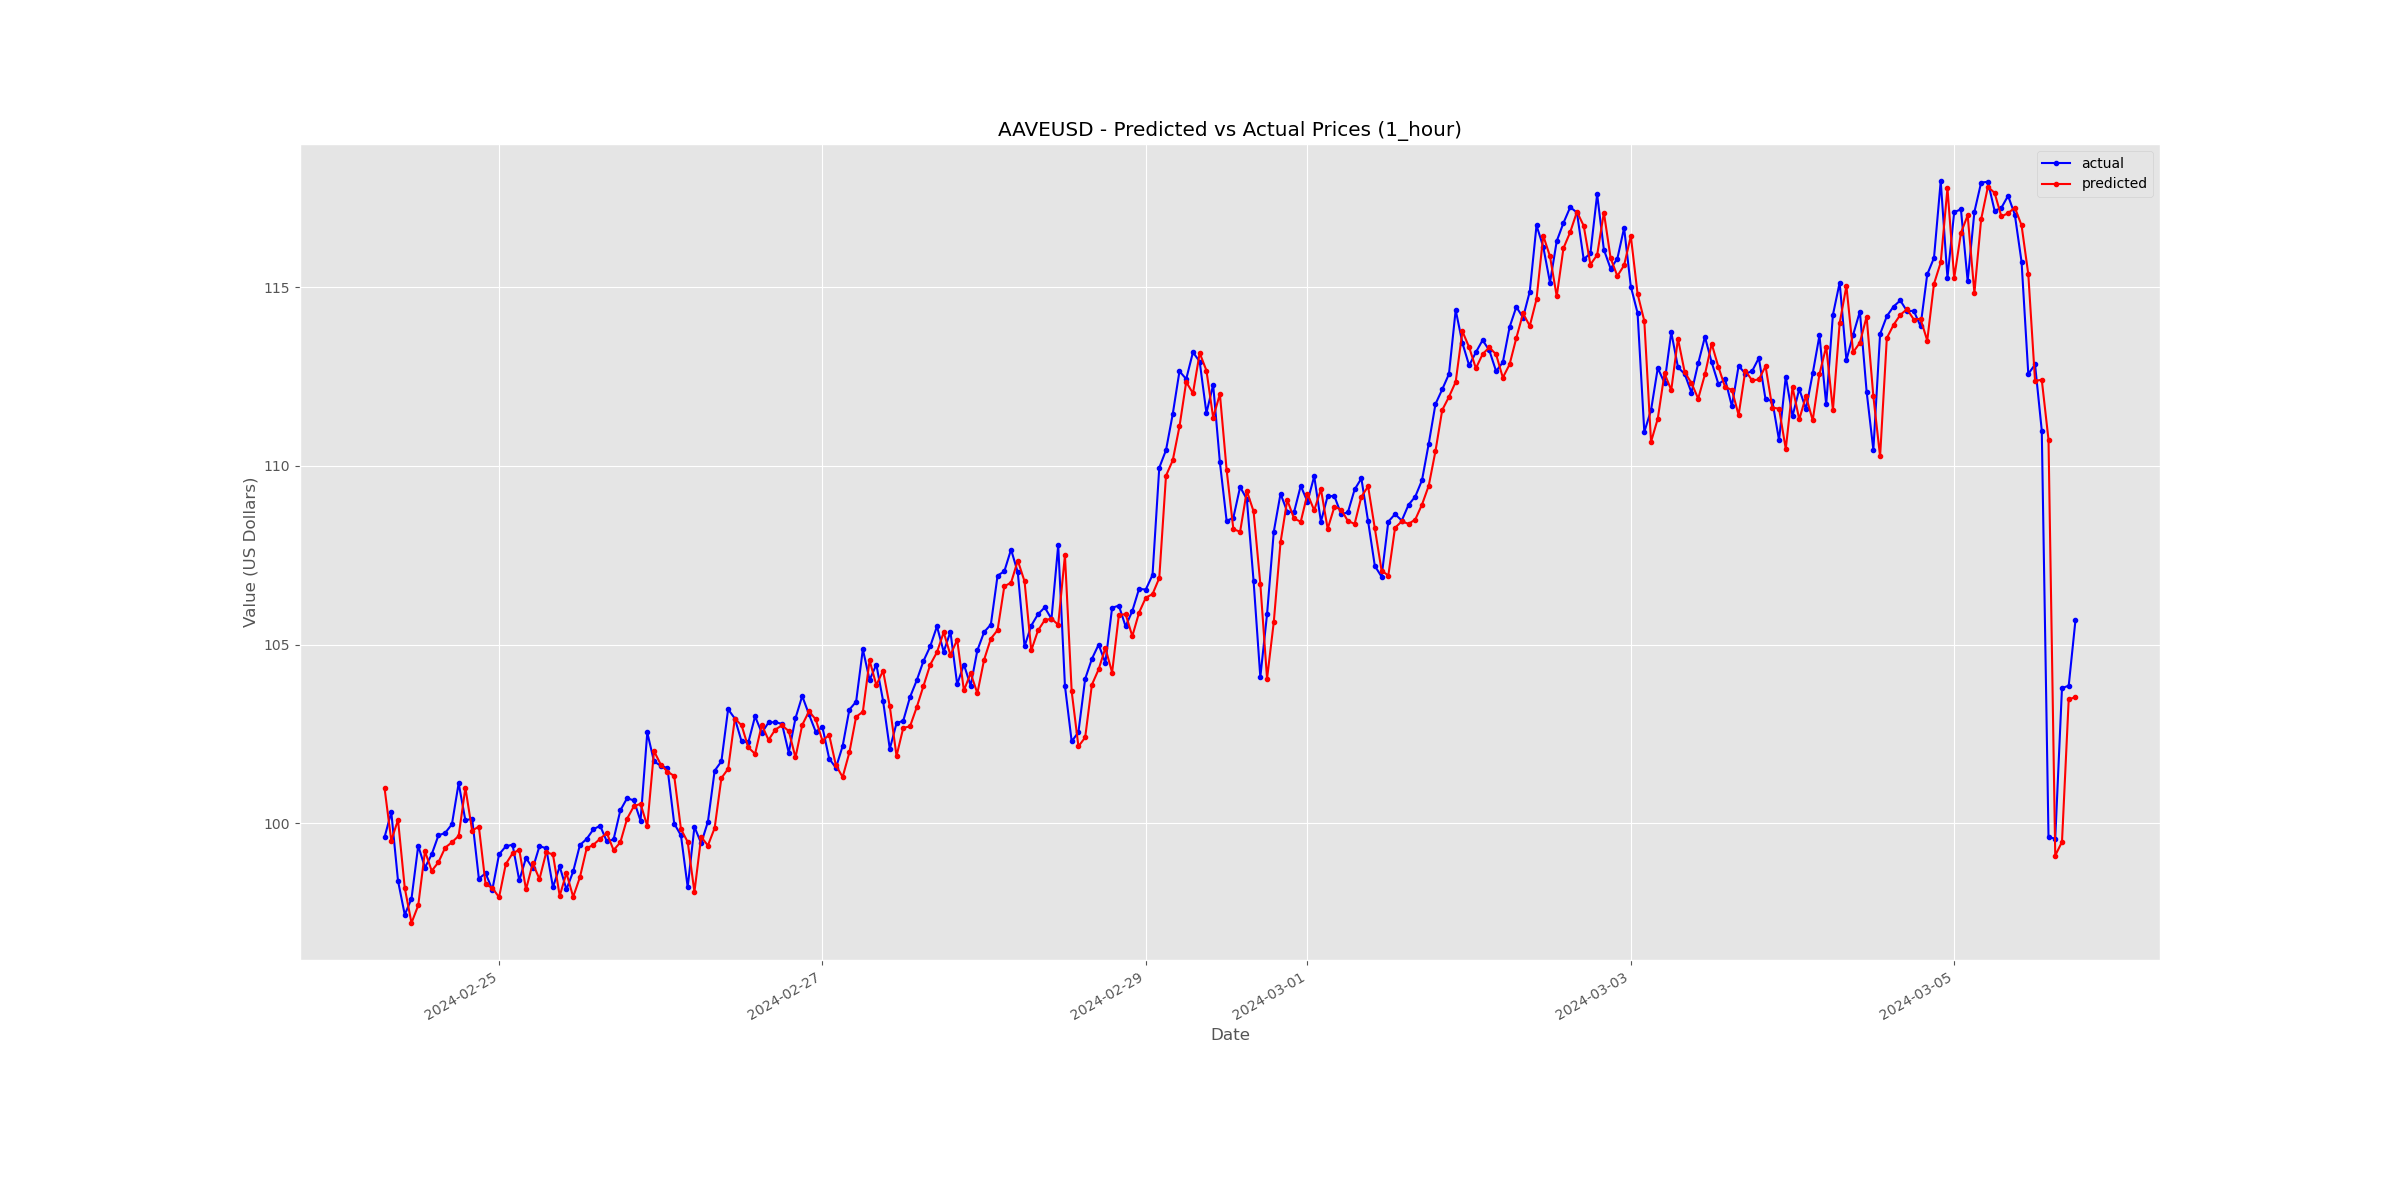 AAVEUSD - Predicted vs Actual Prices (1_hour)
actual
predicted
Value (US Dollars)
115
110
105
100
2024-02-25
2024-02-27
2024-02-29
2024-03-01
2024-03-03
2024-03-05
Date